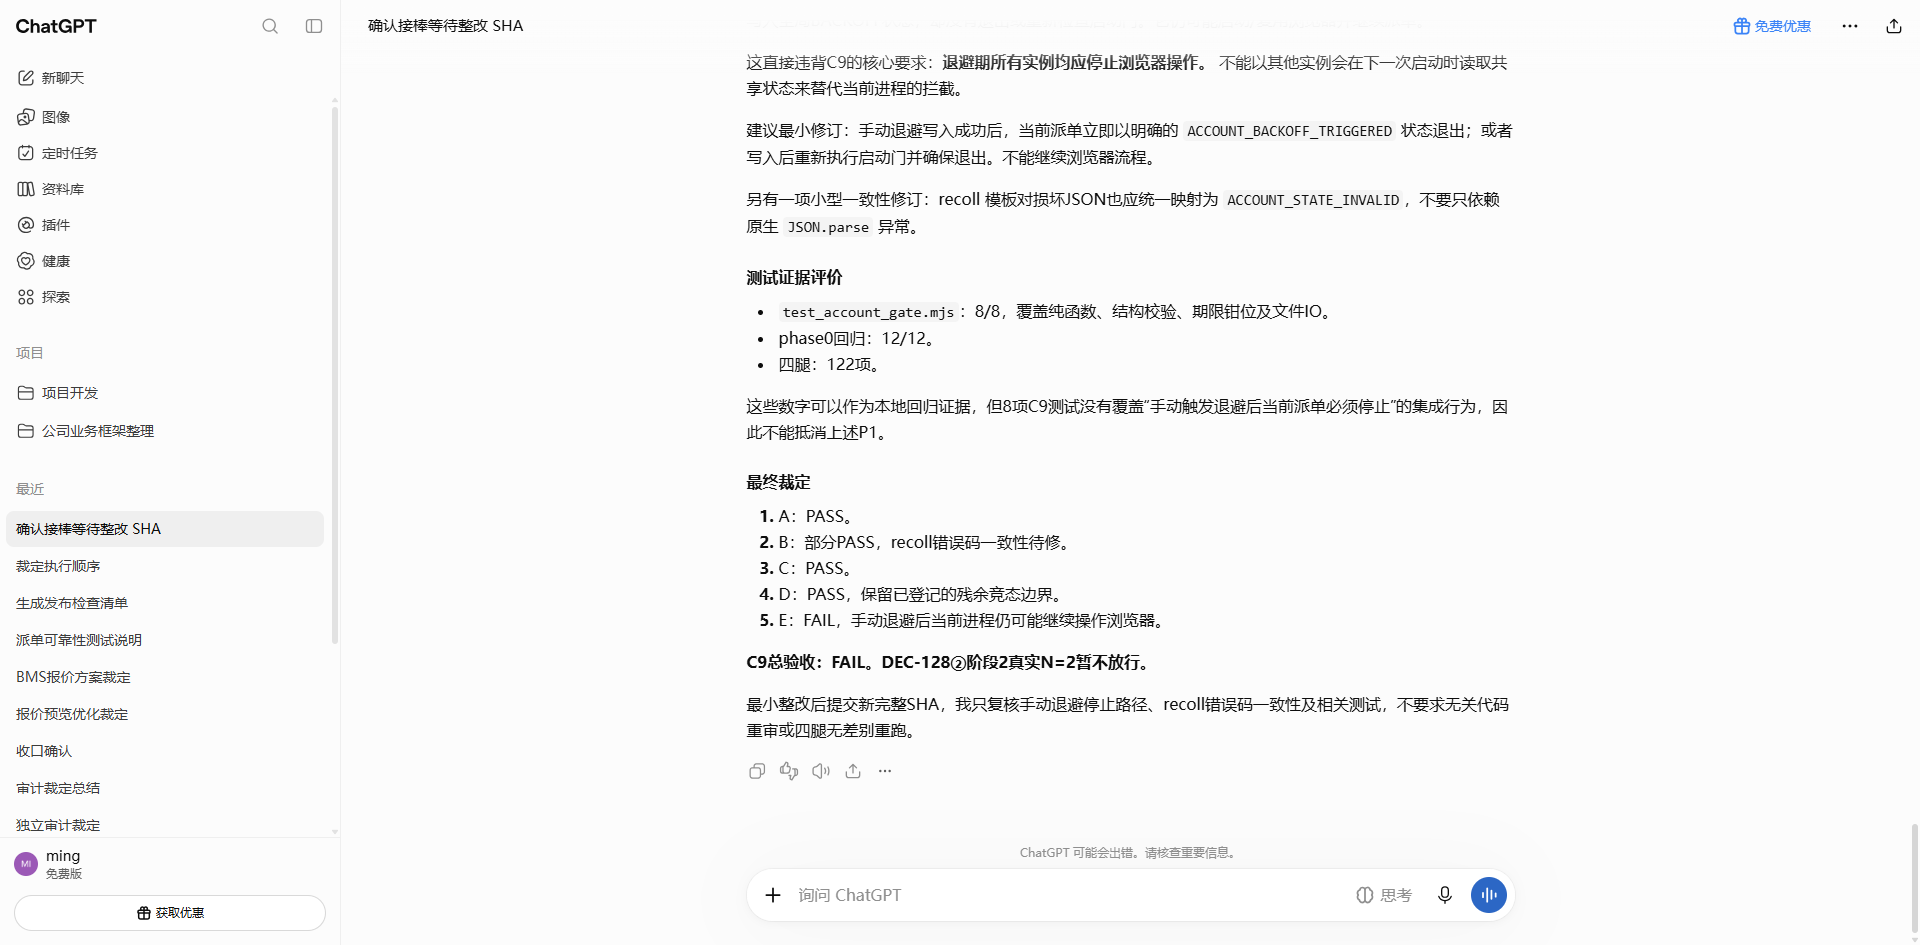 ChatGPT
新聊天
图像
定时任务
资料库
插件
健康
探索
项目
项目开发
公司业务框架整理
最近
确认接棒等待整改 SHA
裁定执行顺序
生成发布检查清单
派单可靠性测试说明
BMS报价方案裁定
报价预览优化裁定
收口确认
审计裁定总结
独立审计裁定
MI
ming
免费版
获取优惠
确认接棒等待整改 SHA
免费优惠
这直接违背C9的核心要求：退避期所有实例均应停止浏览器操作。 不能以其他实例会在下一次启动时读取共
享状态来替代当前进程的拦截。
建议最小修订：手动退避写入成功后，当前派单立即以明确的 ACCOUNT_BACKOFF_TRIGGERED 状态退出；或者
写入后重新执行启动门并确保退出。不能继续浏览器流程。
另有一项小型一致性修订：recoll 模板对损坏JSON也应统一映射为 ACCOUNT_STATE_INVALID，不要只依赖
原生 JSON.parse 异常。
测试证据评价
• test_account_gate.mjs：8/8，覆盖纯函数、结构校验、期限钳位及文件IO。
• phase0回归：12/12。
• 四腿：122项。
这些数字可以作为本地回归证据，但8项C9测试没有覆盖“手动触发退避后当前派单必须停止”的集成行为，因
此不能抵消上述P1。
最终裁定
1. A：PASS。
2. B：部分PASS，recoll错误码一致性待修。
3. C：PASS。
4. D：PASS，保留已登记的残余竞态边界。
5. E：FAIL，手动退避后当前进程仍可能继续操作浏览器。
C9总验收：FAIL。DEC-128②阶段2真实N=2暂不放行。
最小整改后提交新完整SHA，我只复核手动退避停止路径、recoll错误码一致性及相关测试，不要求无关代码
重审或四腿无差别重跑。
ChatGPT 可能会出错。请核查重要信息。
询问 ChatGPT
思考